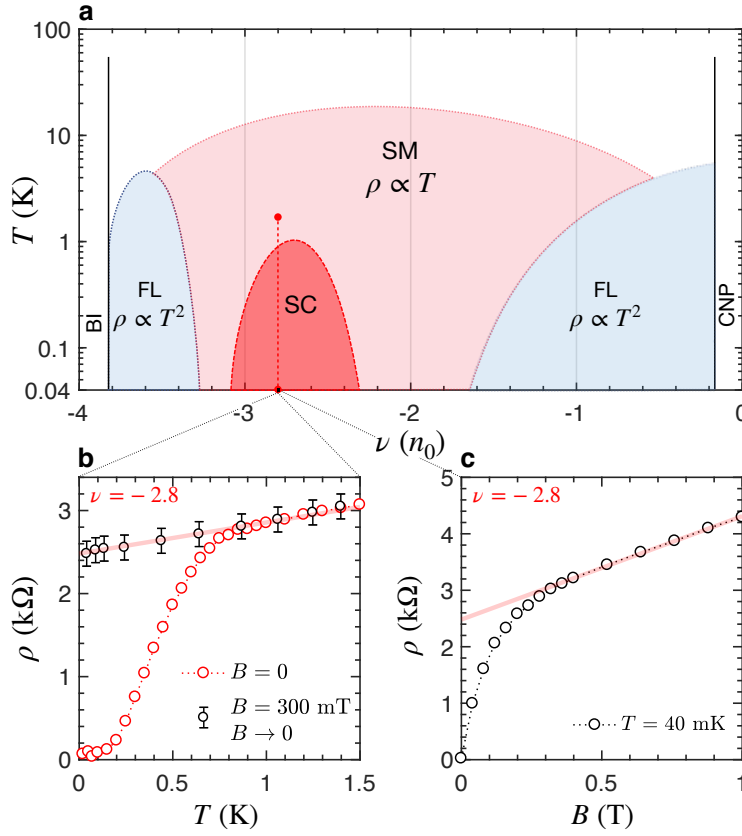 a
100
10
1
0.1
0.04
T (K)
SM
ρ ∝ T
FL
ρ ∝ T²
SC
FL
ρ ∝ T²
BI
CNP
-4
-3
-2
-1
0
ν (n₀)
b
ν = − 2.8
3
2
1
0
ρ (kΩ)
B = 0
B = 300 mT
B → 0
0
0.5
1.0
1.5
T (K)
c
ν = − 2.8
5
4
3
2
1
0
ρ (kΩ)
T = 40 mK
0
0.5
1
B (T)